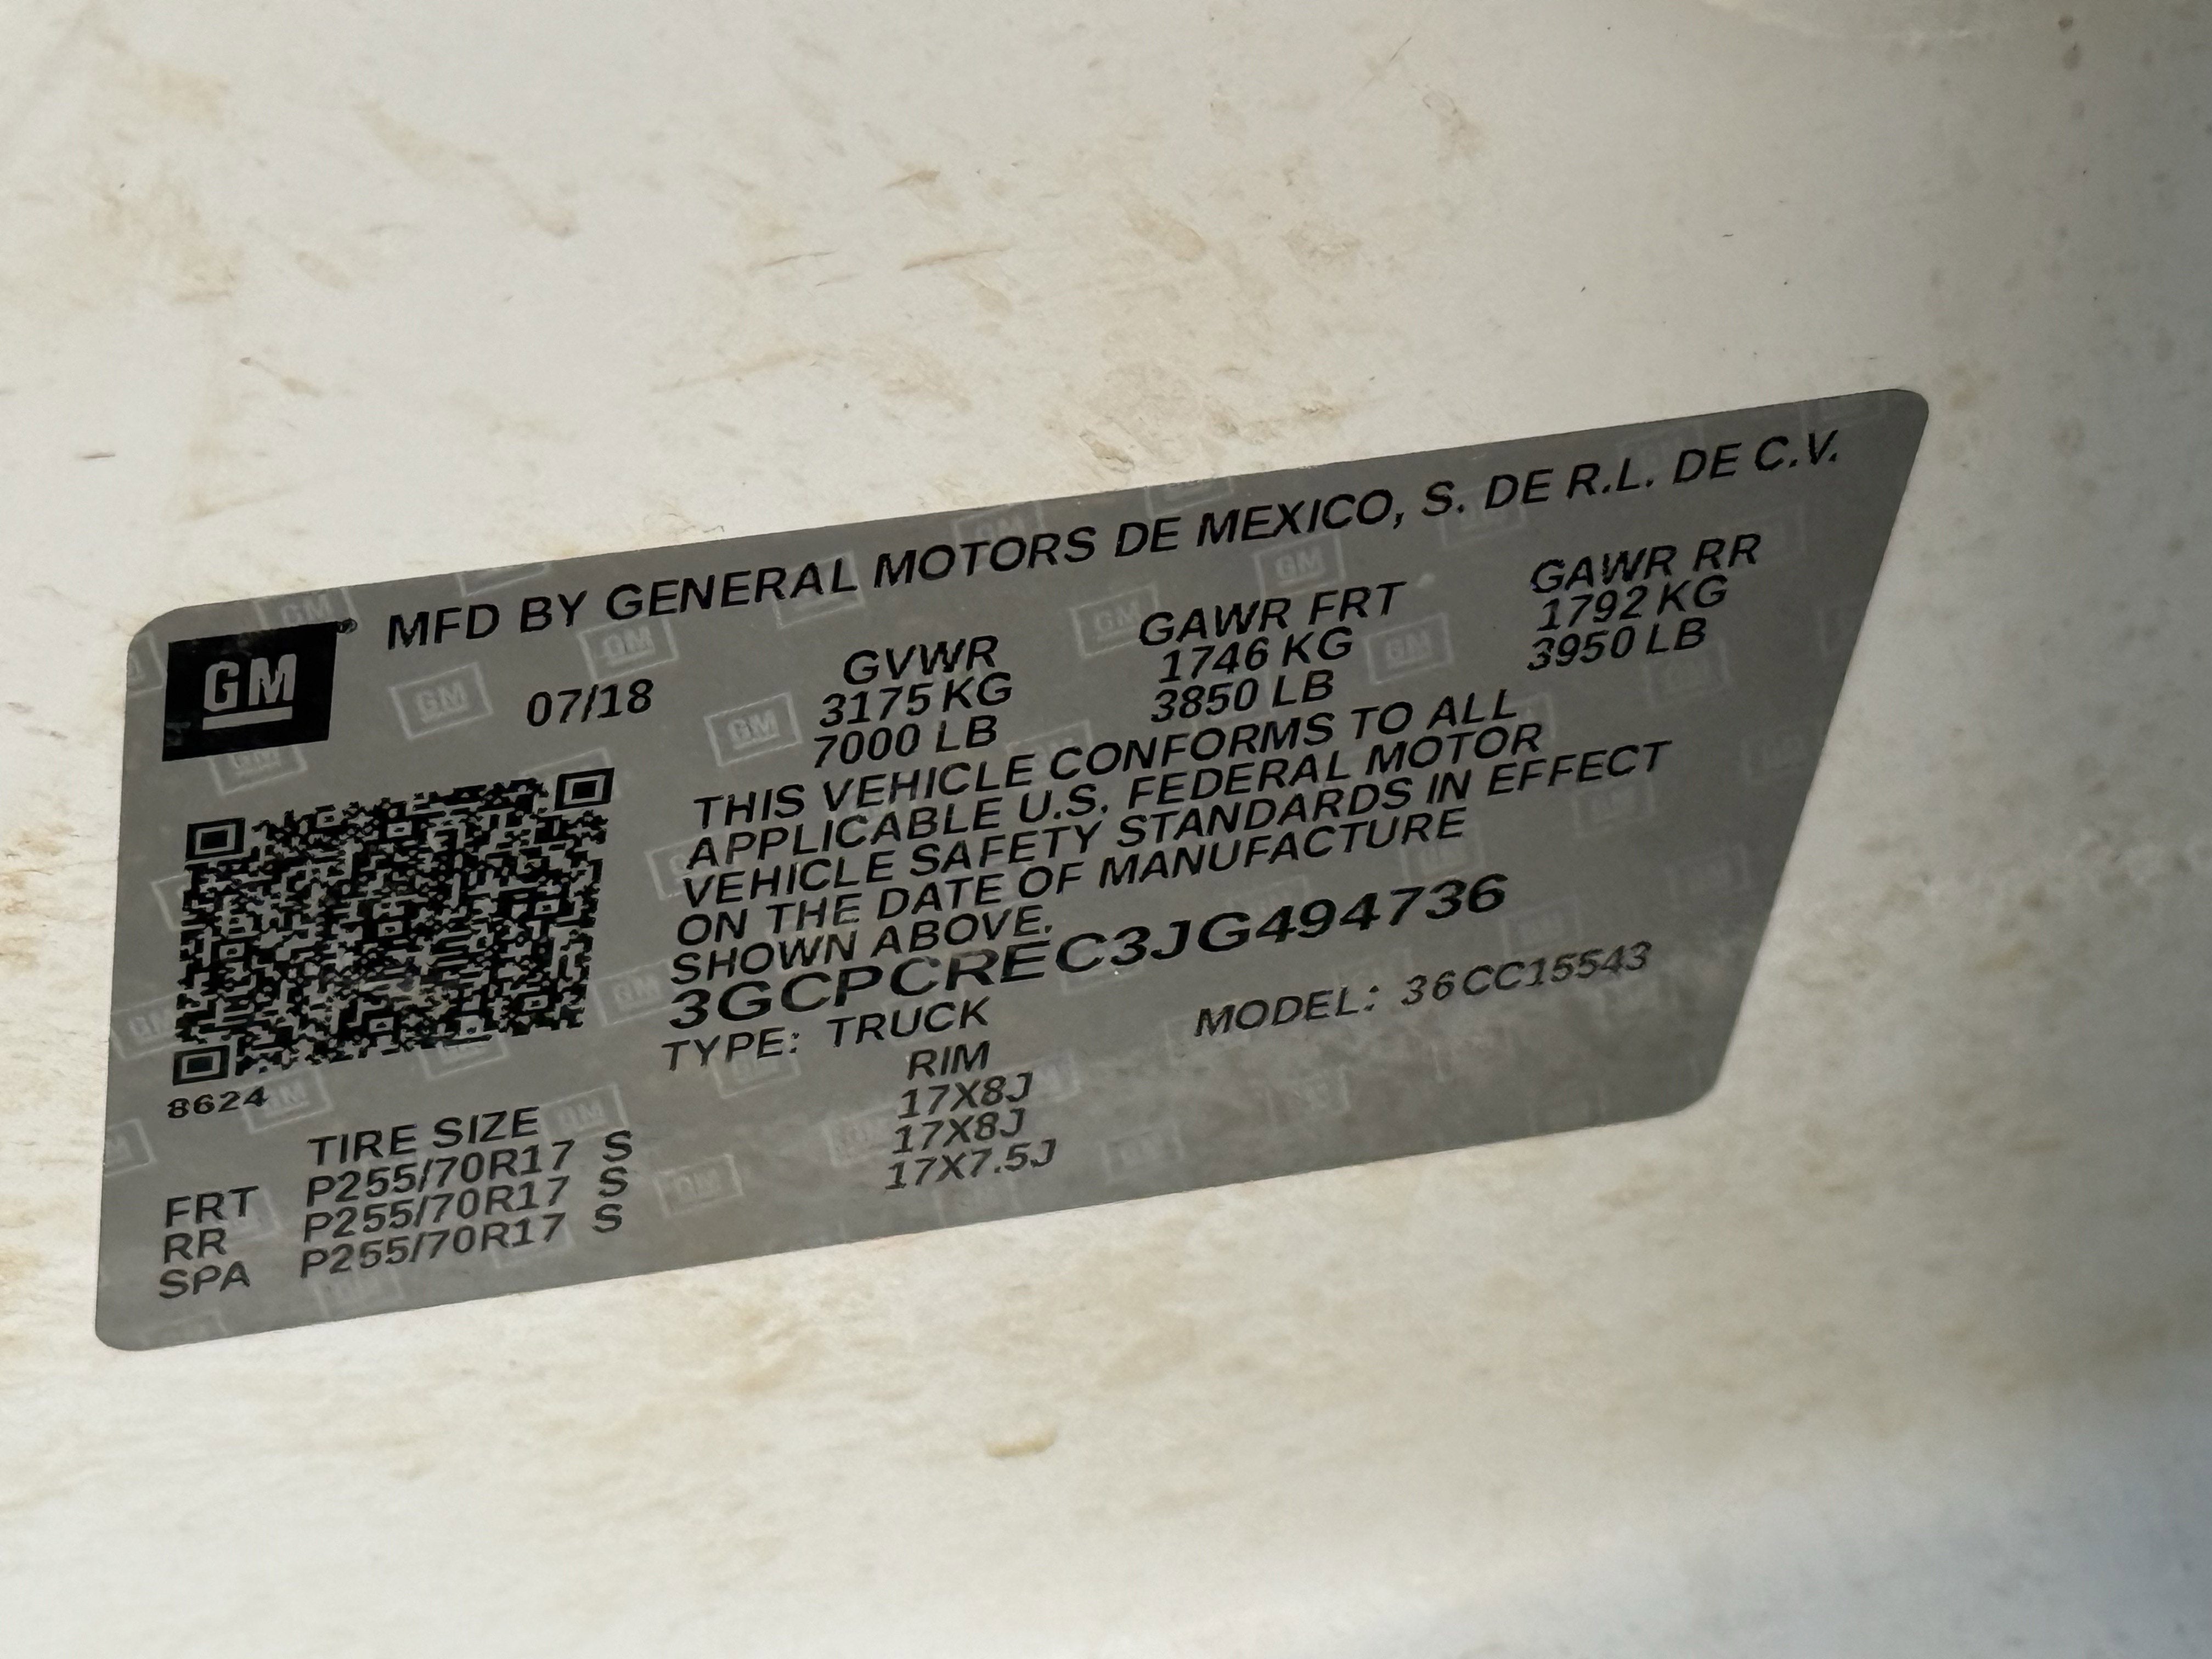 GM® MFD BY GENERAL MOTORS DE MEXICO, S. DE R.L. DE C.V.
07/18 GVWR GAWR FRT GAWR RR
3175 KG 1746 KG 1792 KG
7000 LB 3850 LB 3950 LB
THIS VEHICLE CONFORMS TO ALL
APPLICABLE U.S. FEDERAL MOTOR
VEHICLE SAFETY STANDARDS IN EFFECT
ON THE DATE OF MANUFACTURE
SHOWN ABOVE.
3GCPCREC3JG494736
TYPE: TRUCK MODEL: 36CC15543
8624
TIRE SIZE RIM
FRT P255/70R17 S 17X8J
RR P255/70R17 S 17X8J
SPA P255/70R17 S 17X7.5J